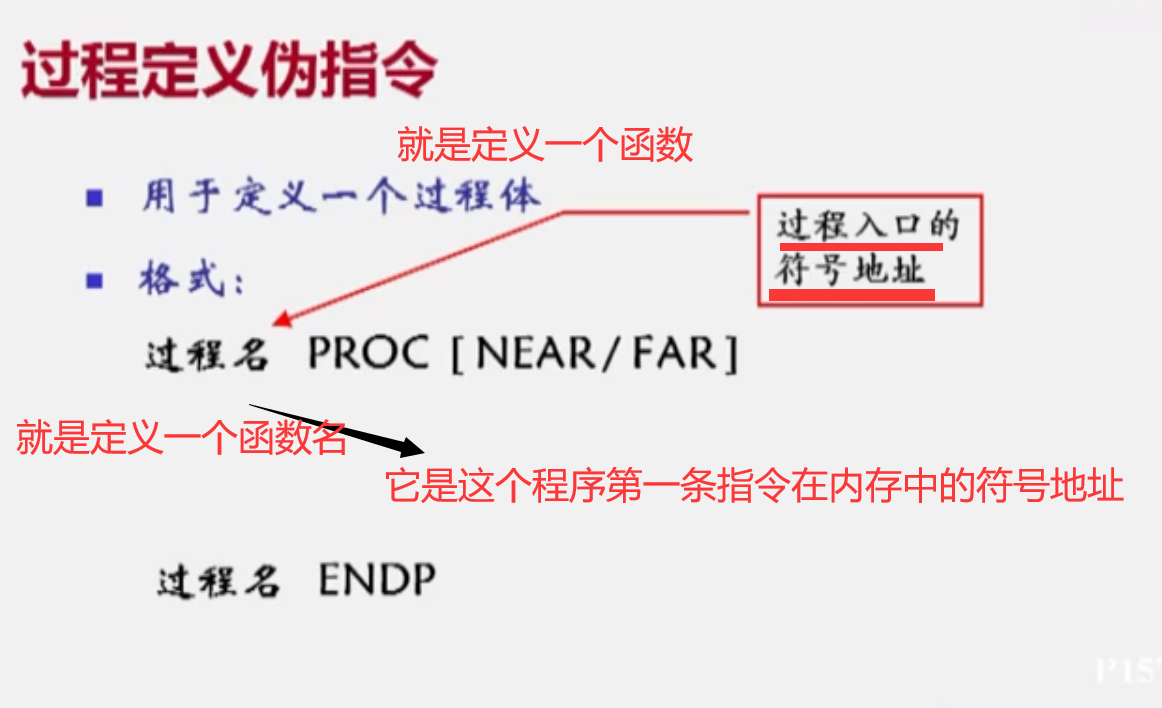 过程定义伪指令
就是定义一个函数
■ 用于定义一个过程体
过程入口的
符号地址
■ 格式：
过程名 PROC [NEAR/FAR]
就是定义一个函数名
它是这个程序第一条指令在内存中的符号地址
过程名 ENDP